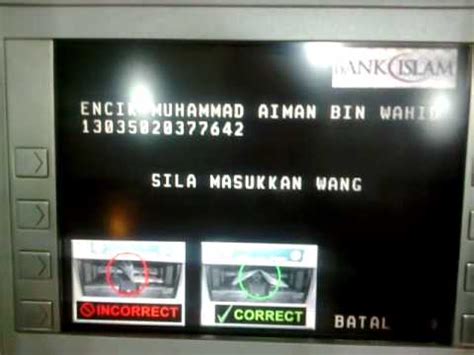 BANK ISLAM
ENCIK MUHAMMAD AIMAN BIN WAHID
13035020377642
SILA MASUKKAN WANG
INCORRECT
CORRECT
BATAL